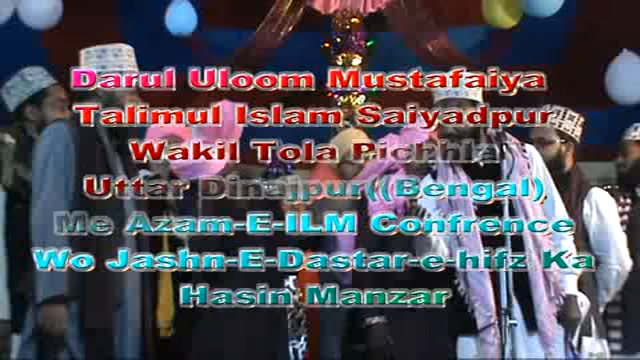 Darul Uloom Mustafaiya
Talimul Islam Saiyadpur
Wakil Tola Pichhla
Uttar Dinajpur((Bengal)
Me Azam-E-ILM Confrence
Wo Jashn-E-Dastar-e-hifz Ka
Hasin Manzar